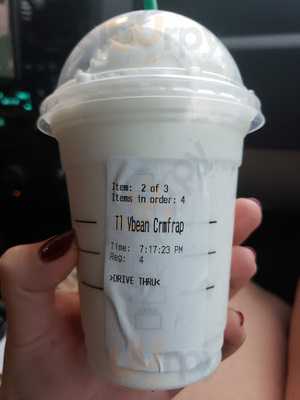 Item: 2 of 3
Items in order: 4
Tl Vbean Crmfrap
Time: 7:17:23 PM
Reg: 4
>DRIVE THRU<